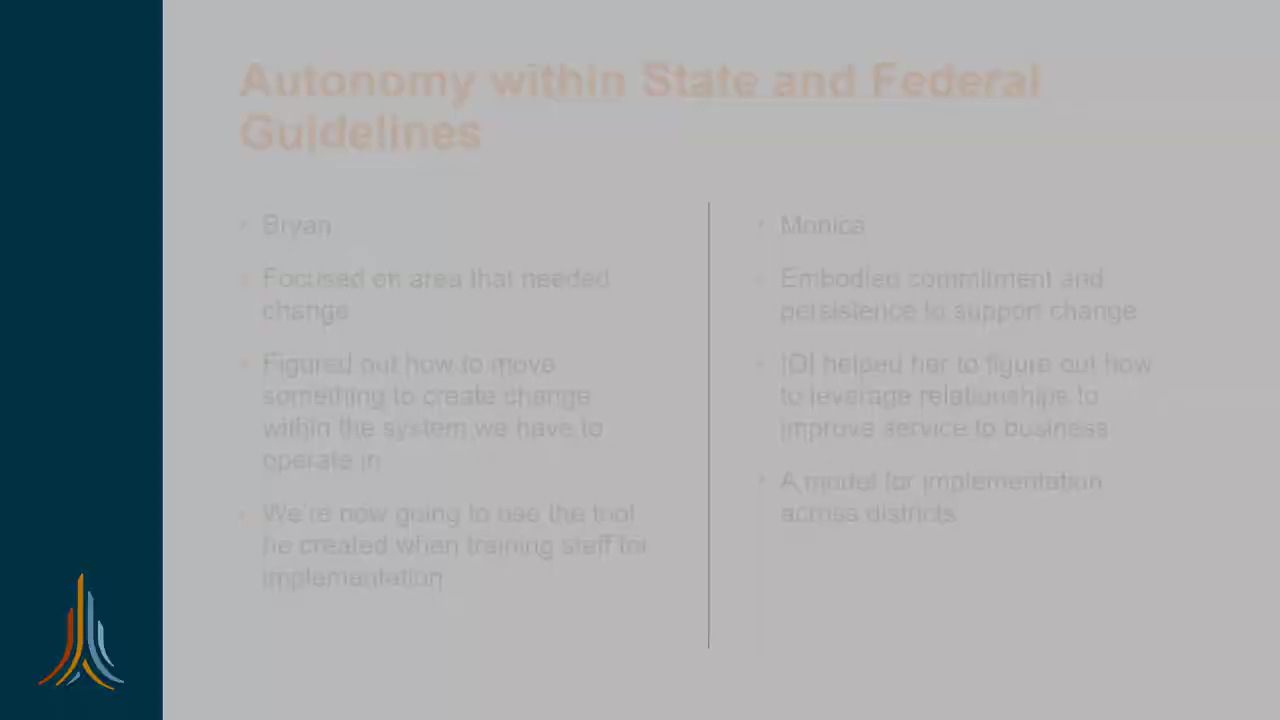 Autonomy within State and Federal
Guidelines
• Bryan
• Focused on area that needed
change
• Figured out how to move
something to create change
within the system we have to
operate in
• We're now going to use the tool
he created when training staff for
implementation
• Monica
• Embodied commitment and
persistence to support change
• [O] helped her to figure out how
to leverage relationships to
improve service to business
• A model for implementation
across districts